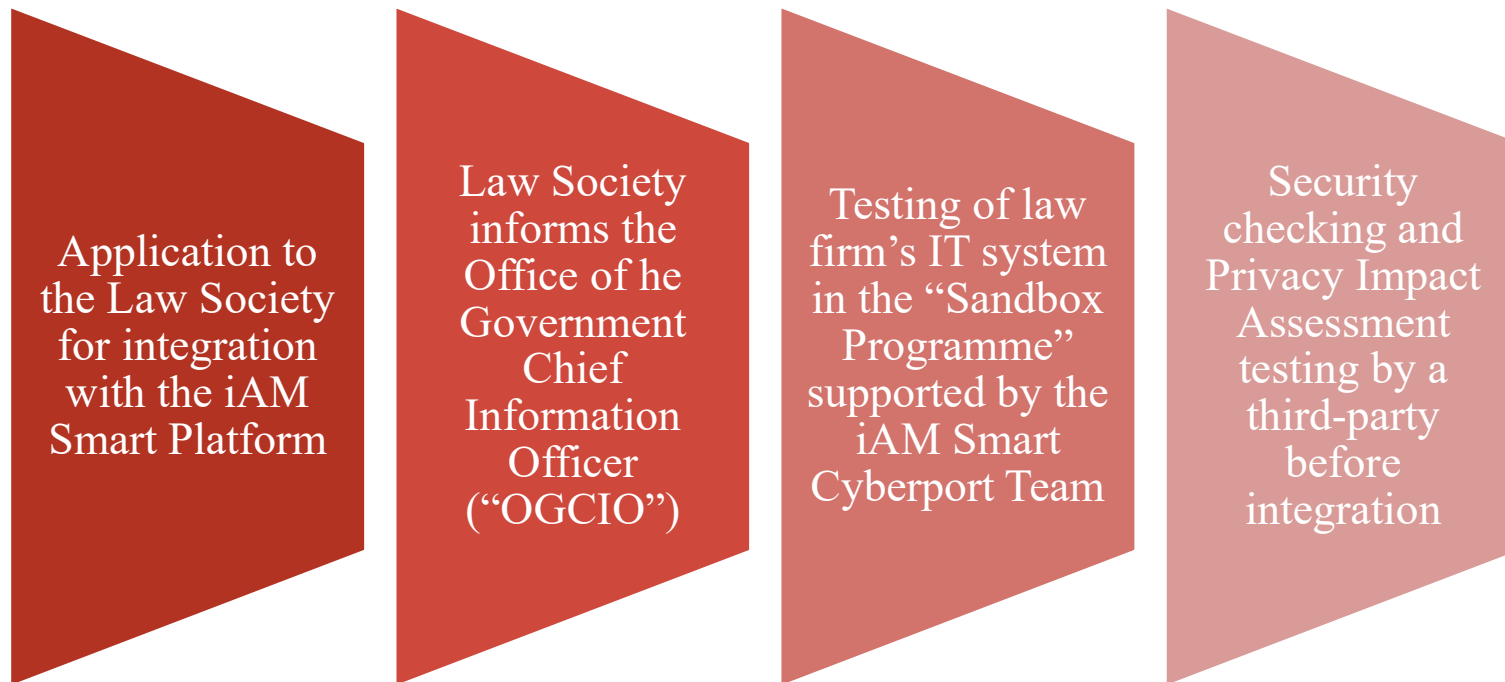 Application to
the Law Society
for integration
with the iAM
Smart Platform
Law Society
informs the
Office of he
Government
Chief
Information
Officer
(“OGCIO”)
Testing of law
firm’s IT system
in the “Sandbox
Programme”
supported by the
iAM Smart
Cyberport Team
Security
checking and
Privacy Impact
Assessment
testing by a
third-party
before
integration